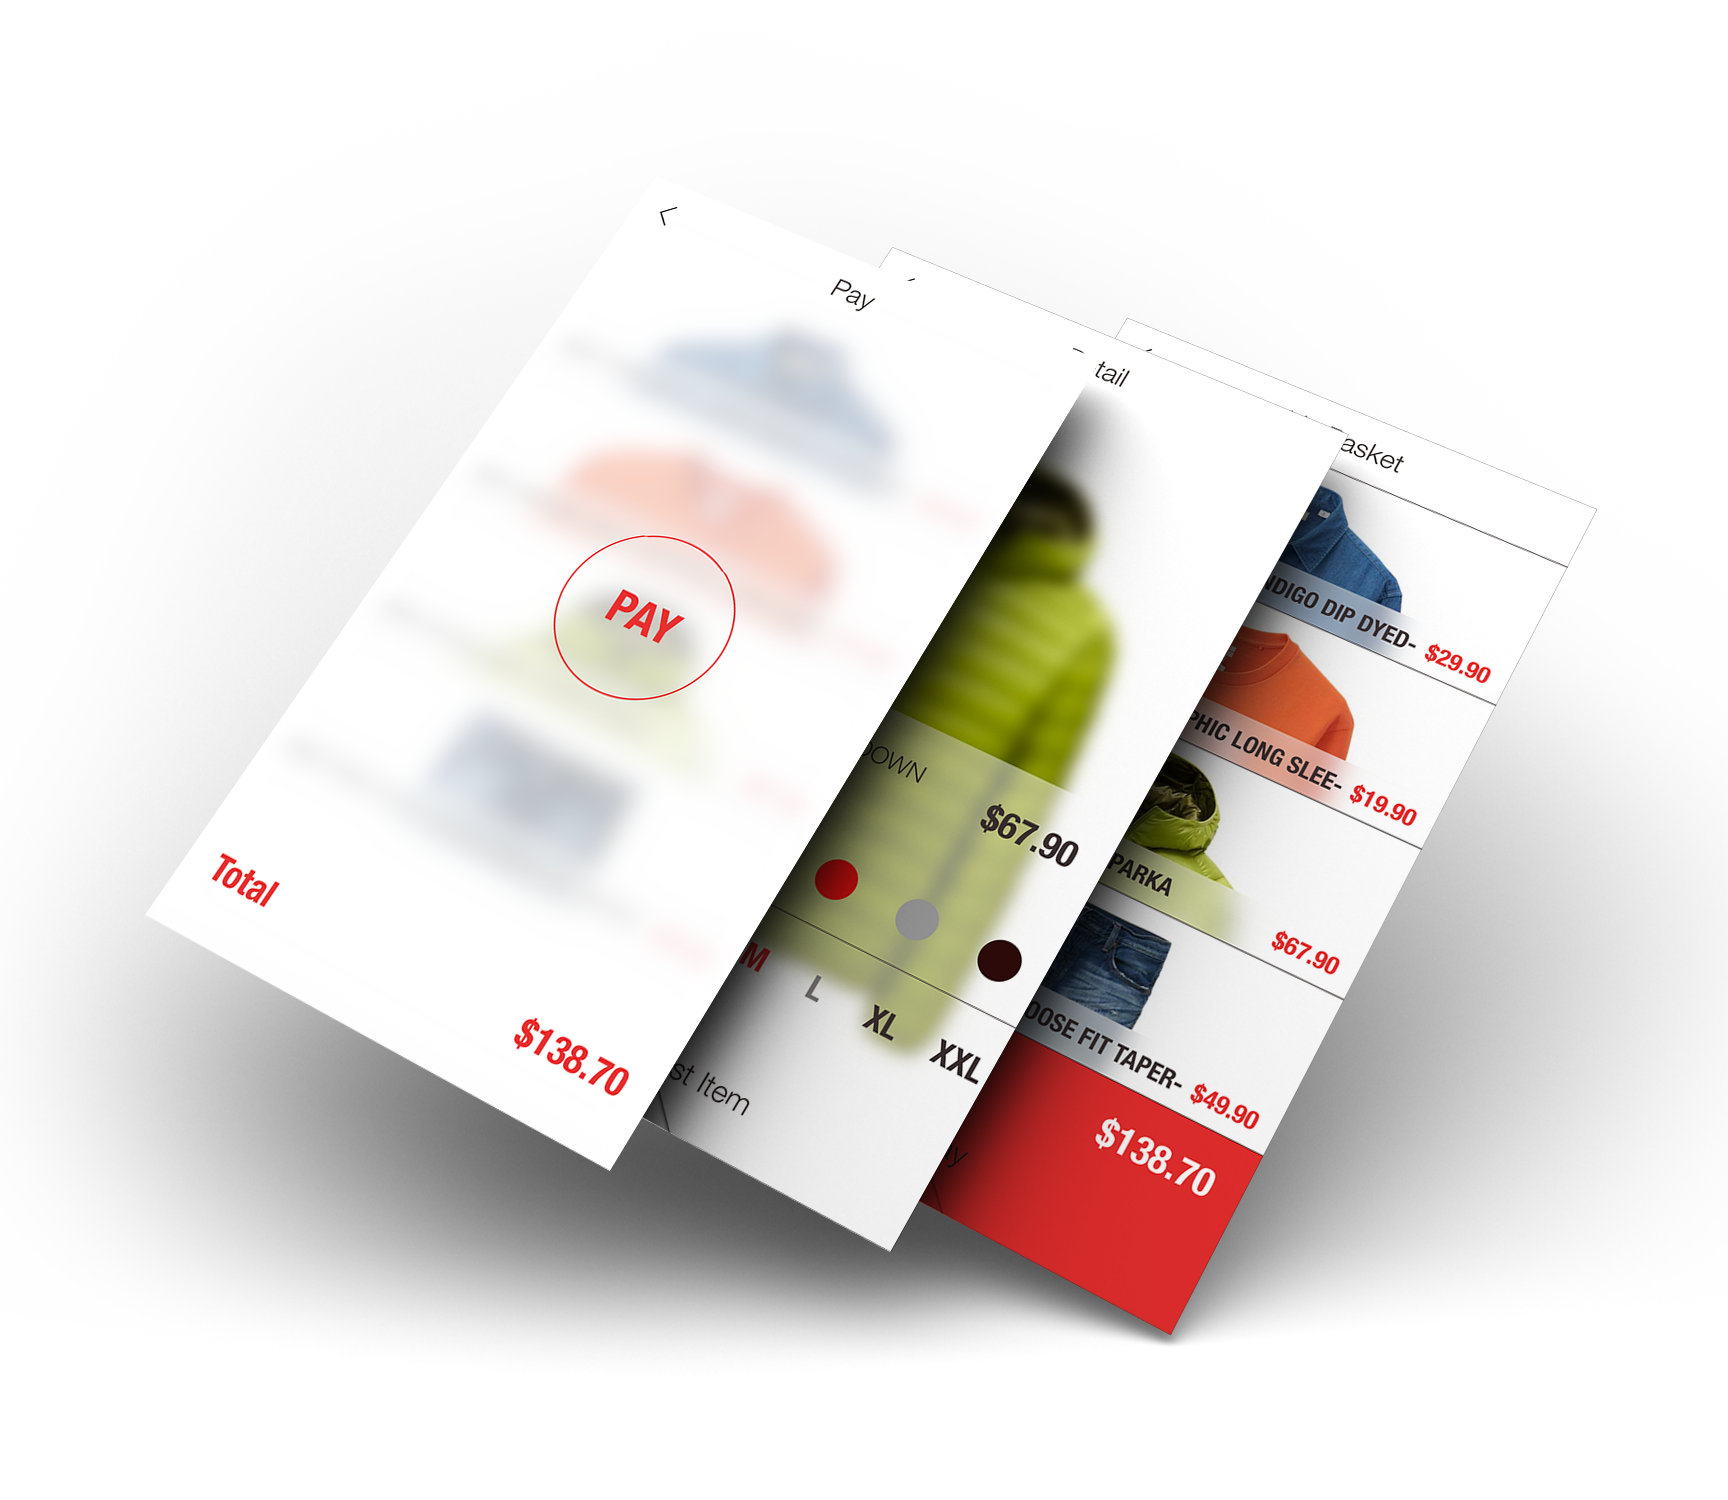 Pay
PAY
Total
$138.70
tail
DOWN
$67.90
M
L
XL
XXL
st Item
asket
NDIGO DIP DYED-
$29.90
PHIC LONG SLEE-
$19.90
PARKA
$67.90
OOSE FIT TAPER-
$49.90
$138.70
y